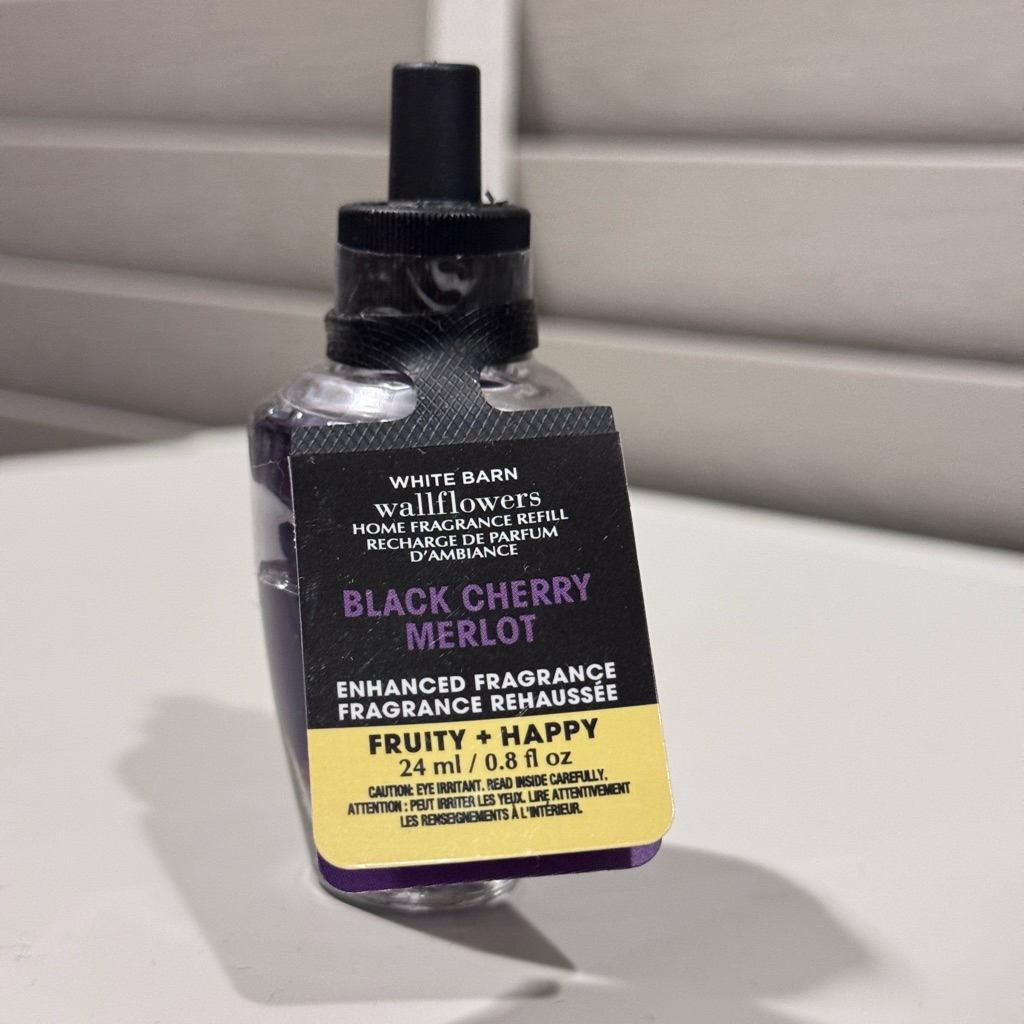 WHITE BARN
wallflowers
HOME FRAGRANCE REFILL
RECHARGE DE PARFUM
D'AMBIANCE
BLACK CHERRY
MERLOT
ENHANCED FRAGRANCE
FRAGRANCE REHAUSSÉE
FRUITY + HAPPY
24 ml / 0.8 fl oz
CAUTION: EYE IRRITANT. READ INSIDE CAREFULLY.
ATTENTION : PEUT IRRITER LES YEUX. LIRE ATTENTIVEMENT
LES RENSEIGNEMENTS À L'INTÉRIEUR.